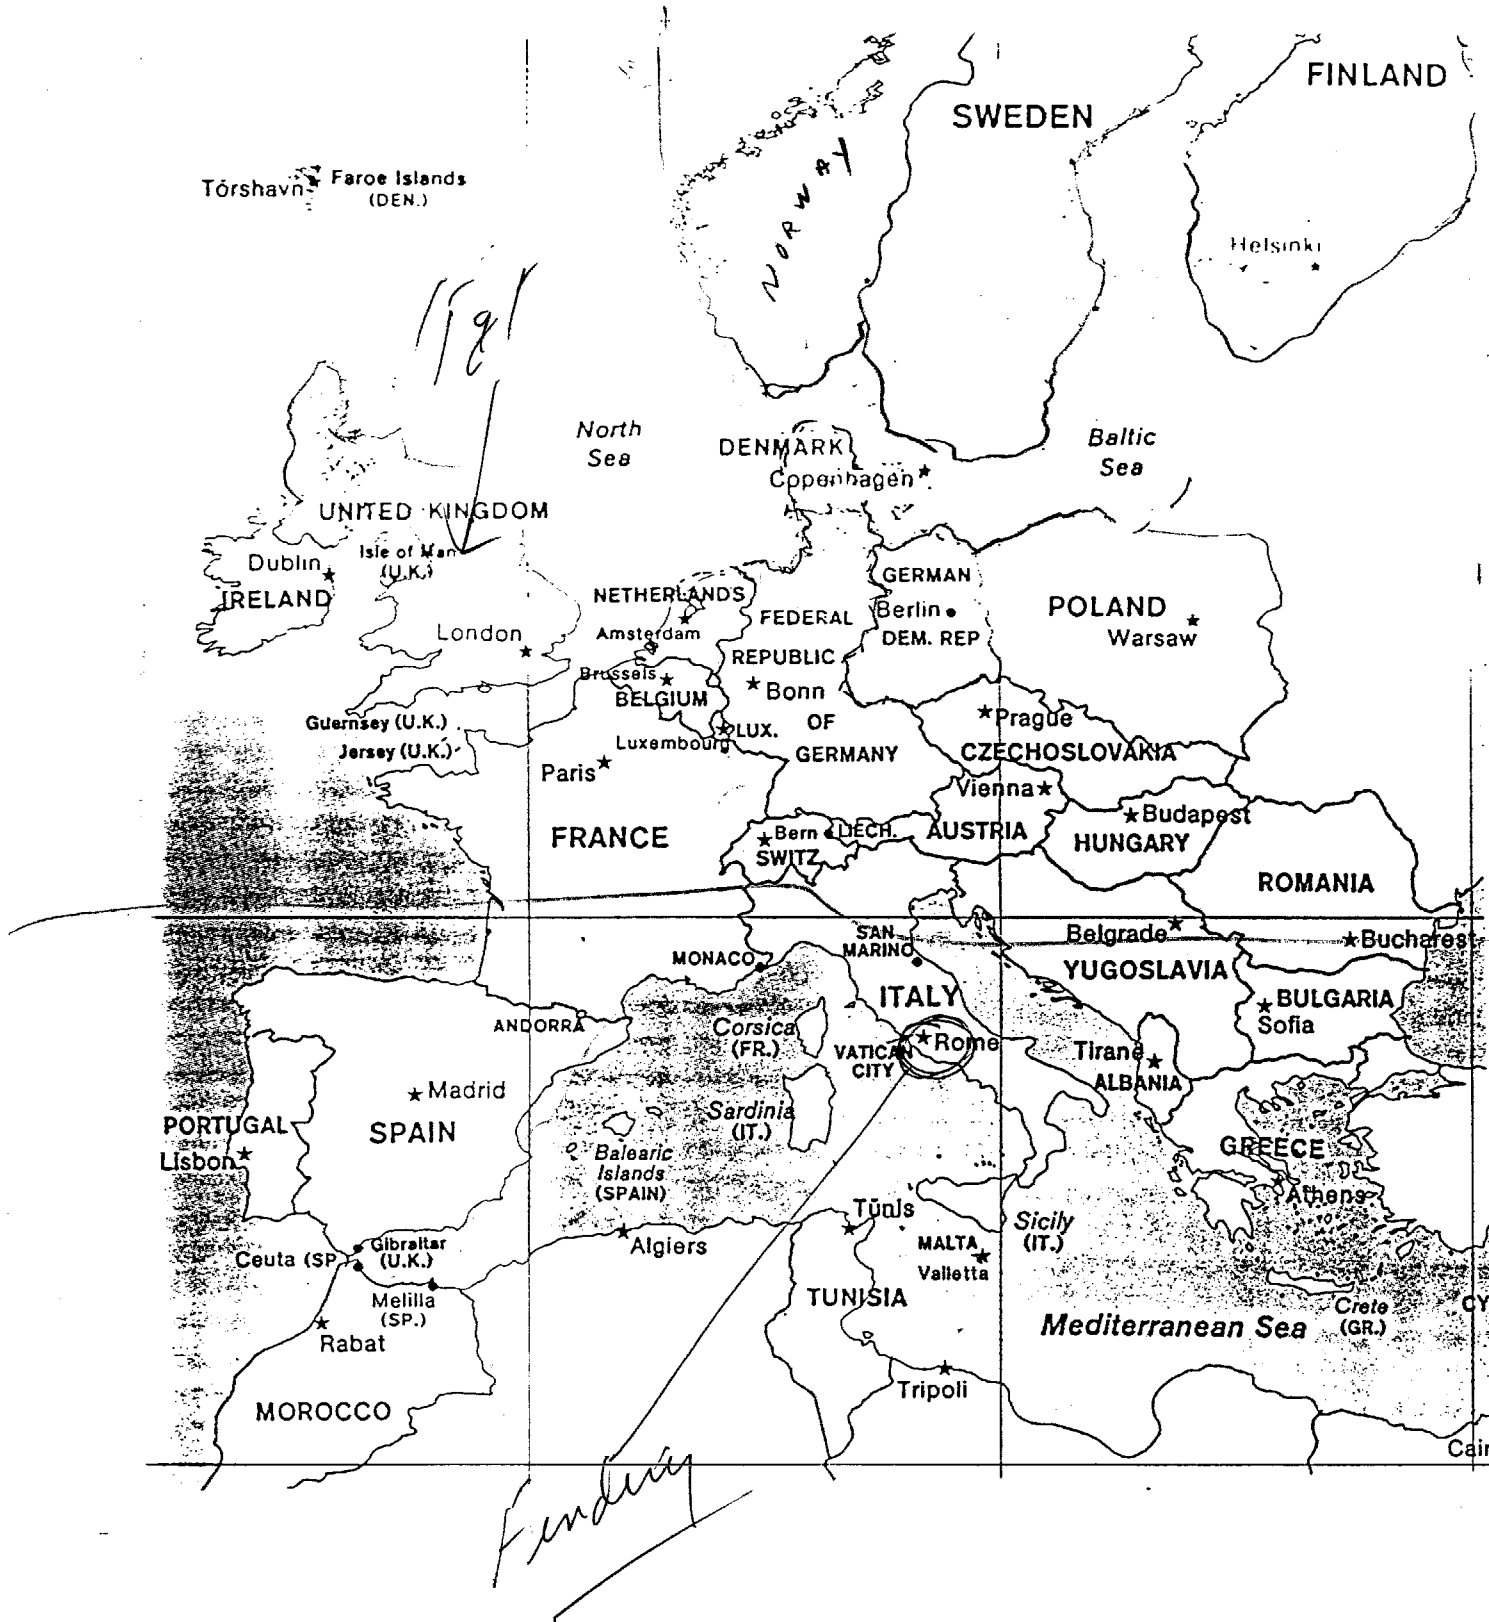 FINLAND
SWEDEN
NORWAY
Tórshavn
Faroe Islands
(DEN.)
Helsinki
North
Sea
DENMARK
Copenhagen
Baltic
Sea
UNITED KINGDOM
Isle of Man
(U.K.)
Dublin
IRELAND
London
NETHERLANDS
Amsterdam
FEDERAL
REPUBLIC
OF
GERMANY
Bonn
GERMAN
Berlin
DEM. REP
POLAND
Warsaw
Brussels
BELGIUM
LUX.
Luxembourg
Guernsey (U.K.)
Jersey (U.K.)
Paris
FRANCE
Prague
CZECHOSLOVAKIA
Vienna
AUSTRIA
Bern
LIECH.
SWITZ
Budapest
HUNGARY
ROMANIA
Bucharest
Belgrade
YUGOSLAVIA
SAN
MARINO
MONACO
ITALY
BULGARIA
Sofia
ANDORRA
Corsica
(FR.)
VATICAN
CITY
Rome
Tiranë
ALBANIA
Madrid
SPAIN
PORTUGAL
Lisbon
Sardinia
(IT.)
Balearic
Islands
(SPAIN)
GREECE
Athens
Tūnis
Algiers
Sicily
(IT.)
MALTA
Valletta
Gibraltar
(U.K.)
Ceuta (SP
Melilla
(SP.)
Rabat
TUNISIA
Mediterranean Sea
Crete
(GR.)
CY
Tripoli
MOROCCO
Cair